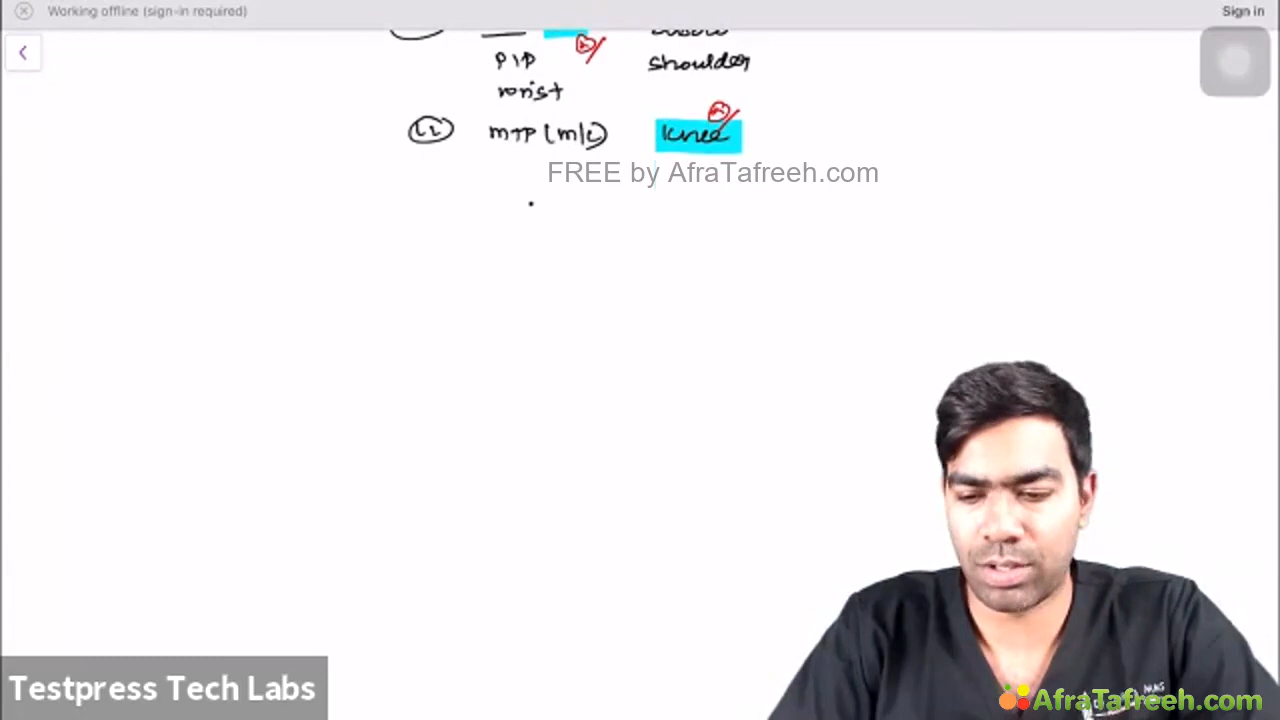 Working offline (sign-in required)
Sign in
PIP
shoulder
wrist
LL
MTP (m/c)
Knee
FREE by AfraTafreeh.com
Testpress Tech Labs
AfraTafreeh.com